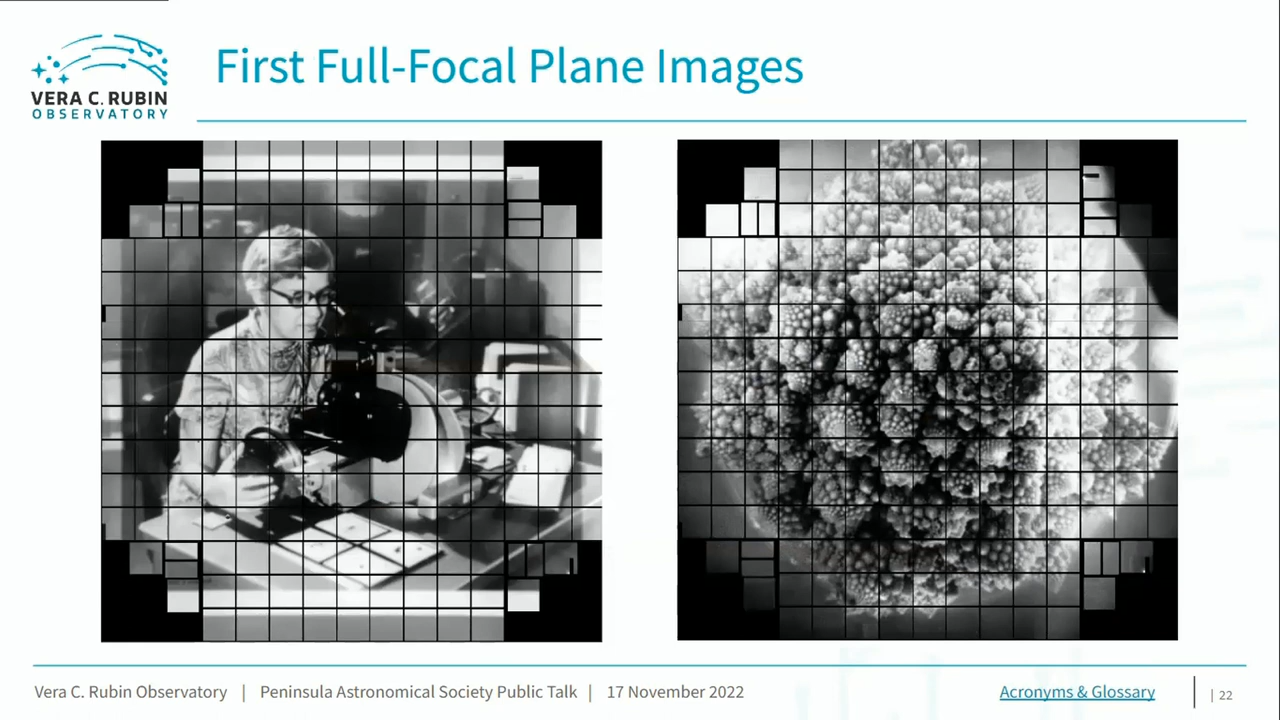 First Full-Focal Plane Images
VERA C. RUBIN
OBSERVATORY
Vera C. Rubin Observatory | Peninsula Astronomical Society Public Talk | 17 November 2022
Acronyms & Glossary
| 22